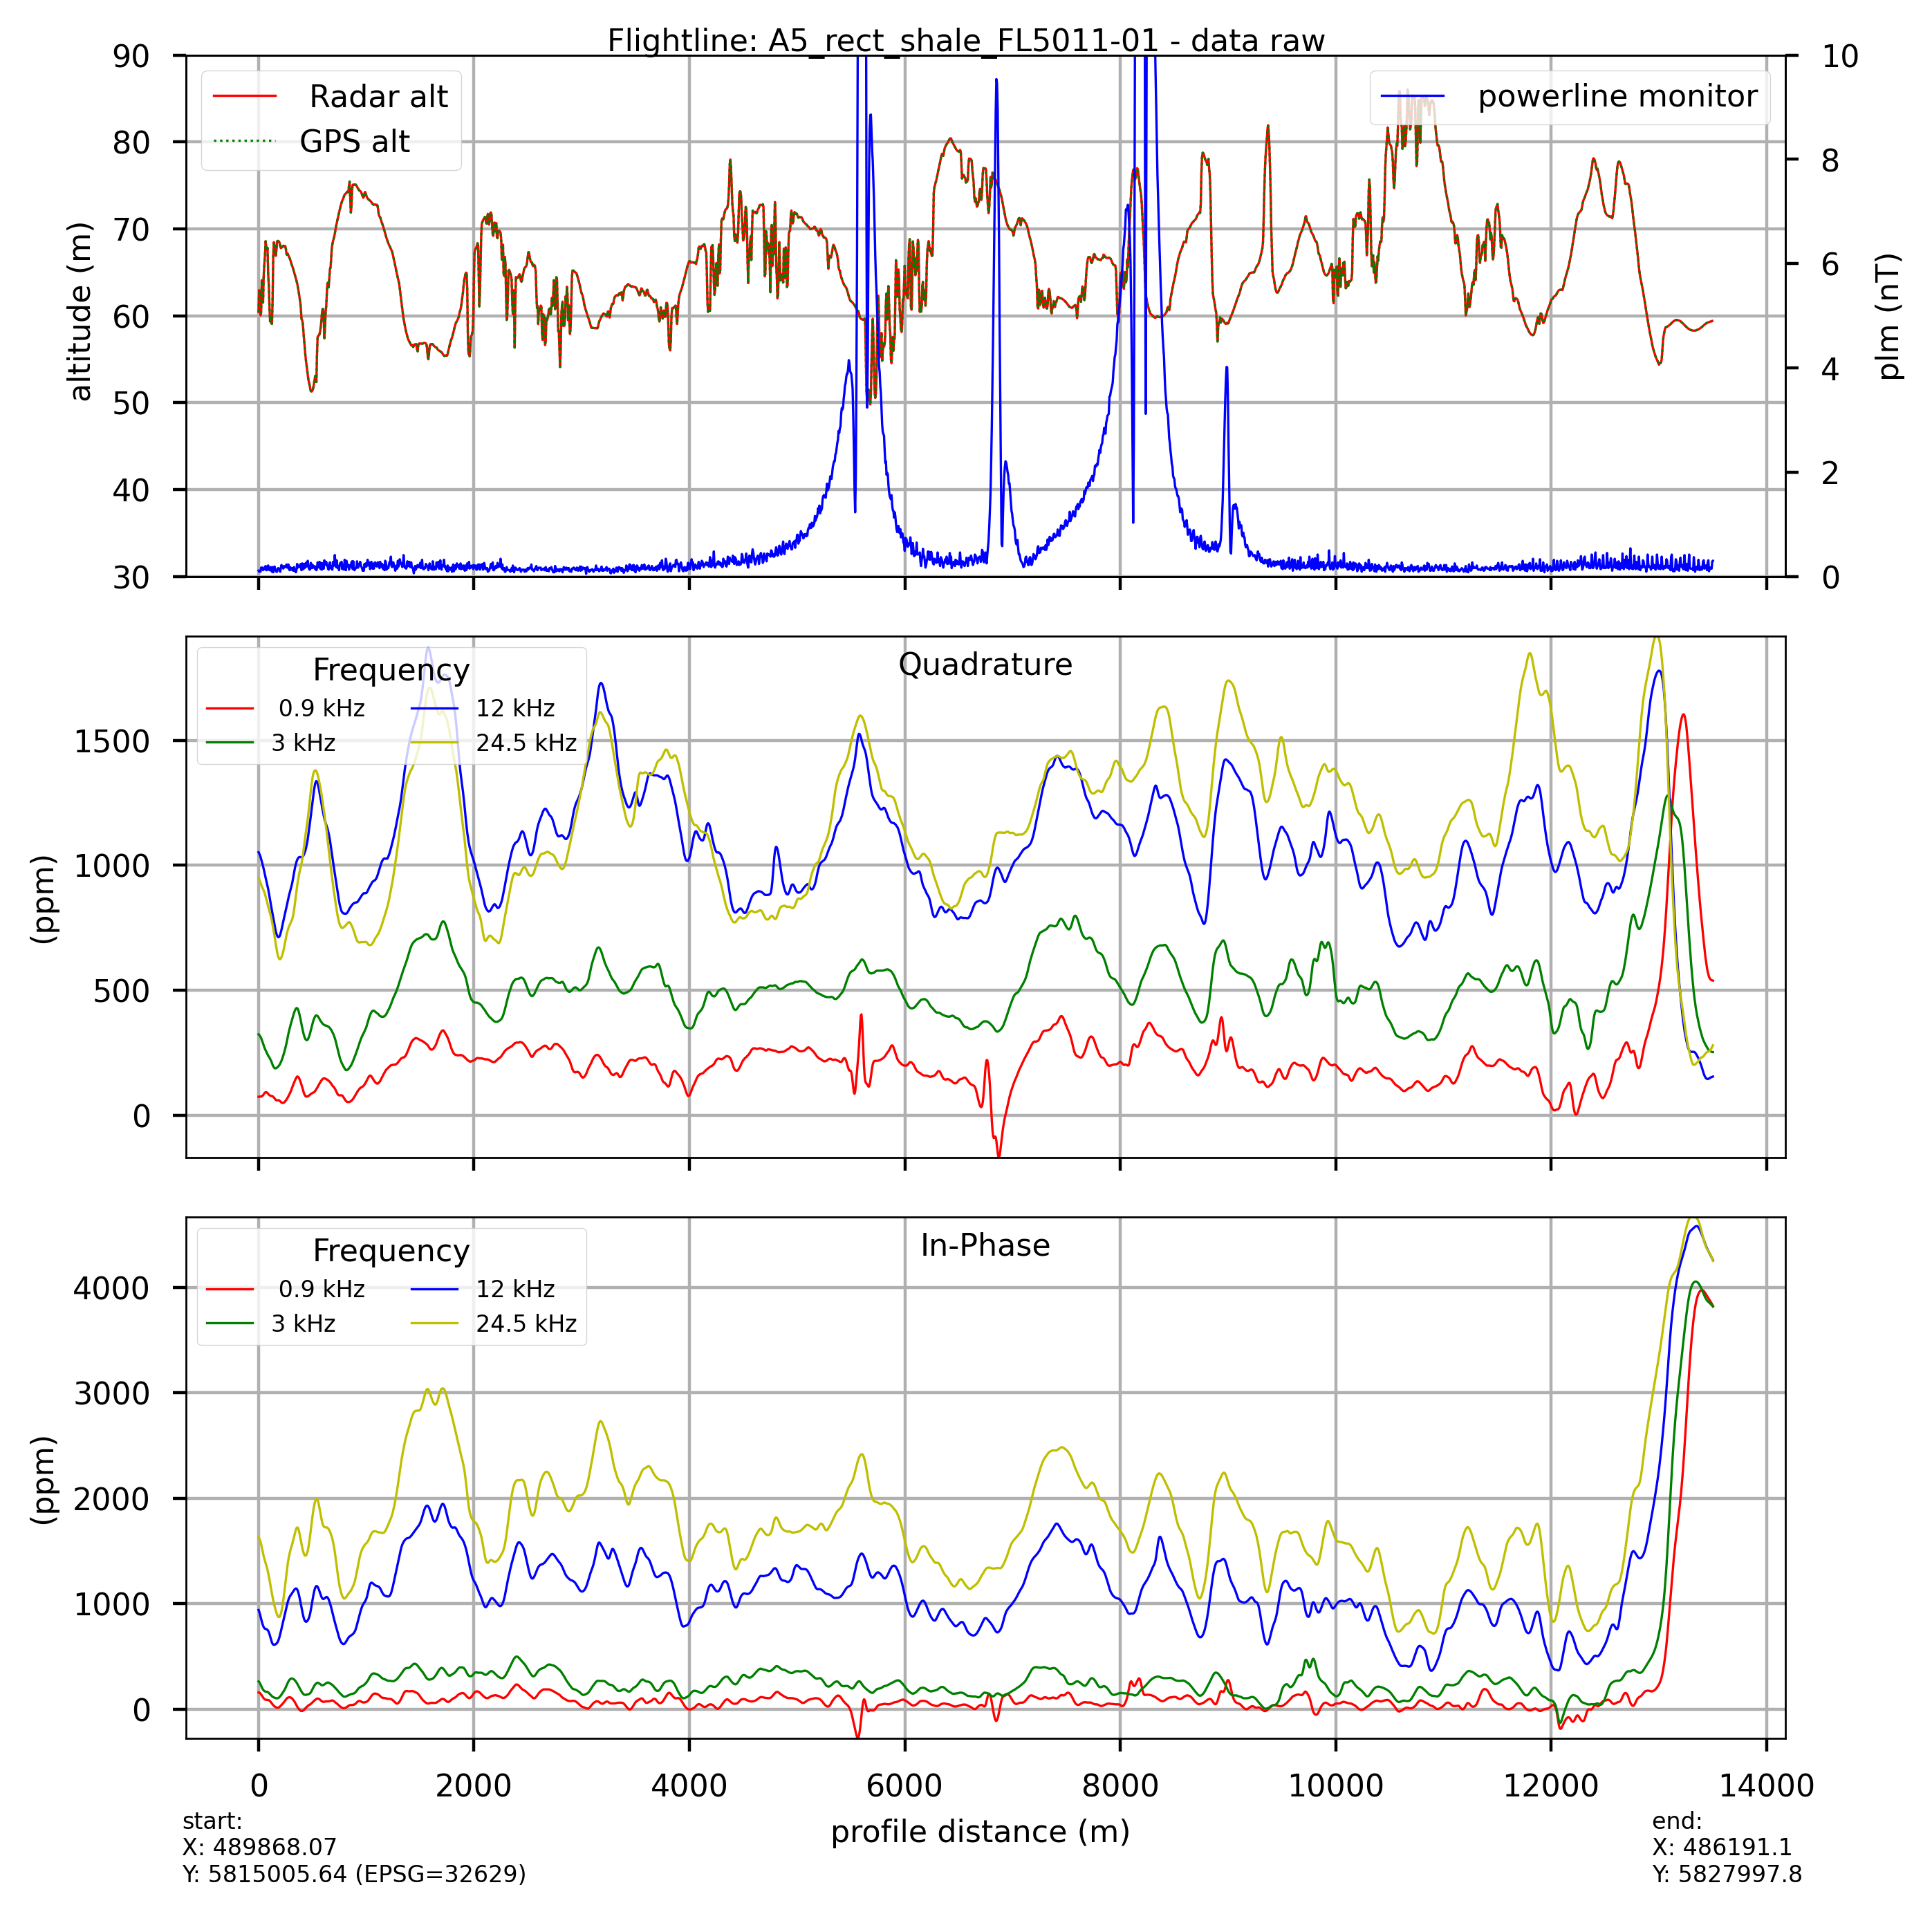 Flightline: A5_rect_shale_FL5011-01 - data raw
90
80
70
60
50
40
30
altitude (m)
Radar alt
GPS alt
powerline monitor
10
8
6
4
2
0
plm (nT)
Quadrature
Frequency
0.9 kHz
3 kHz
12 kHz
24.5 kHz
1500
1000
500
0
(ppm)
In-Phase
Frequency
0.9 kHz
3 kHz
12 kHz
24.5 kHz
4000
3000
2000
1000
0
(ppm)
0 2000 4000 6000 8000 10000 12000 14000
profile distance (m)
start:
X: 489868.07
Y: 5815005.64 (EPSG=32629)
end:
X: 486191.1
Y: 5827997.8